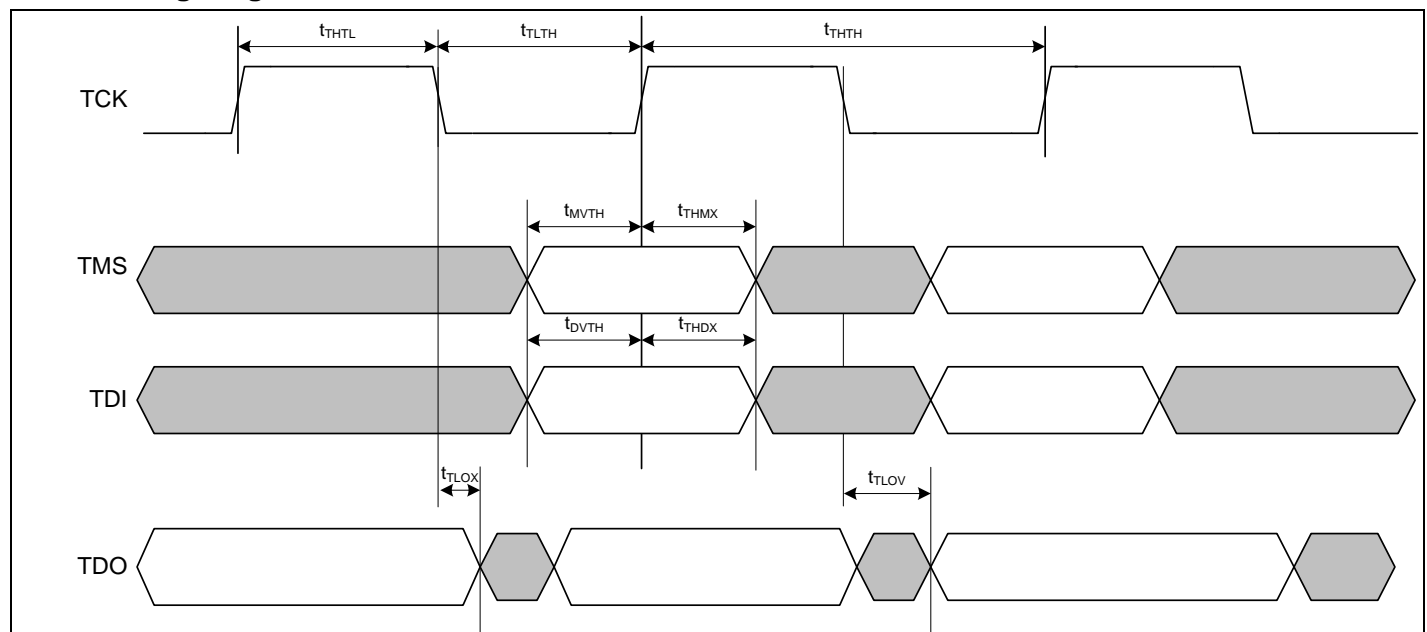 tTHTL tTLTH tTHTH
TCK
tMVTH tTHMX
TMS
tDVTH tTHDX
TDI
tTLOX tTLOV
TDO